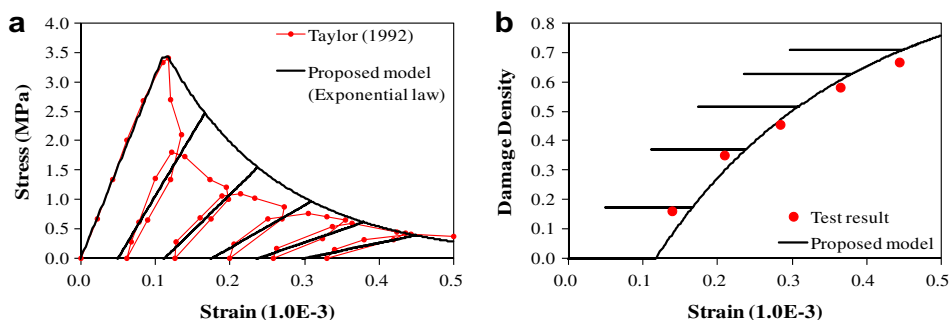 a
4.0
3.5
3.0
2.5
2.0
1.5
1.0
0.5
0.0
Stress (MPa)
Taylor (1992)
Proposed model
(Exponential law)
0.0 0.1 0.2 0.3 0.4 0.5
Strain (1.0E-3)
b
0.8
0.7
0.6
0.5
0.4
0.3
0.2
0.1
0.0
Damage Density
Test result
Proposed model
0.0 0.1 0.2 0.3 0.4 0.5
Strain (1.0E-3)